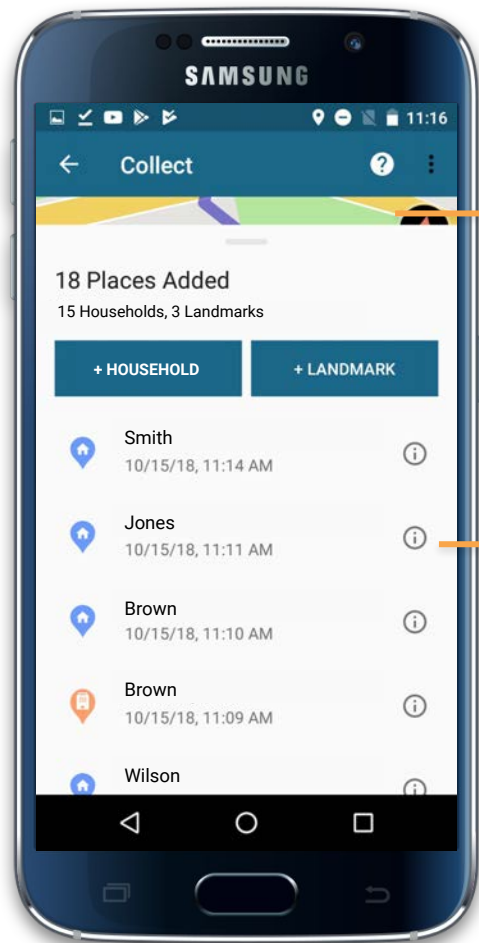 SAMSUNG
11:16
Collect
18 Places Added
15 Households, 3 Landmarks
+ HOUSEHOLD
+ LANDMARK
Smith
10/15/18, 11:14 AM
Jones
10/15/18, 11:11 AM
Brown
10/15/18, 11:10 AM
Brown
10/15/18, 11:09 AM
Wilson